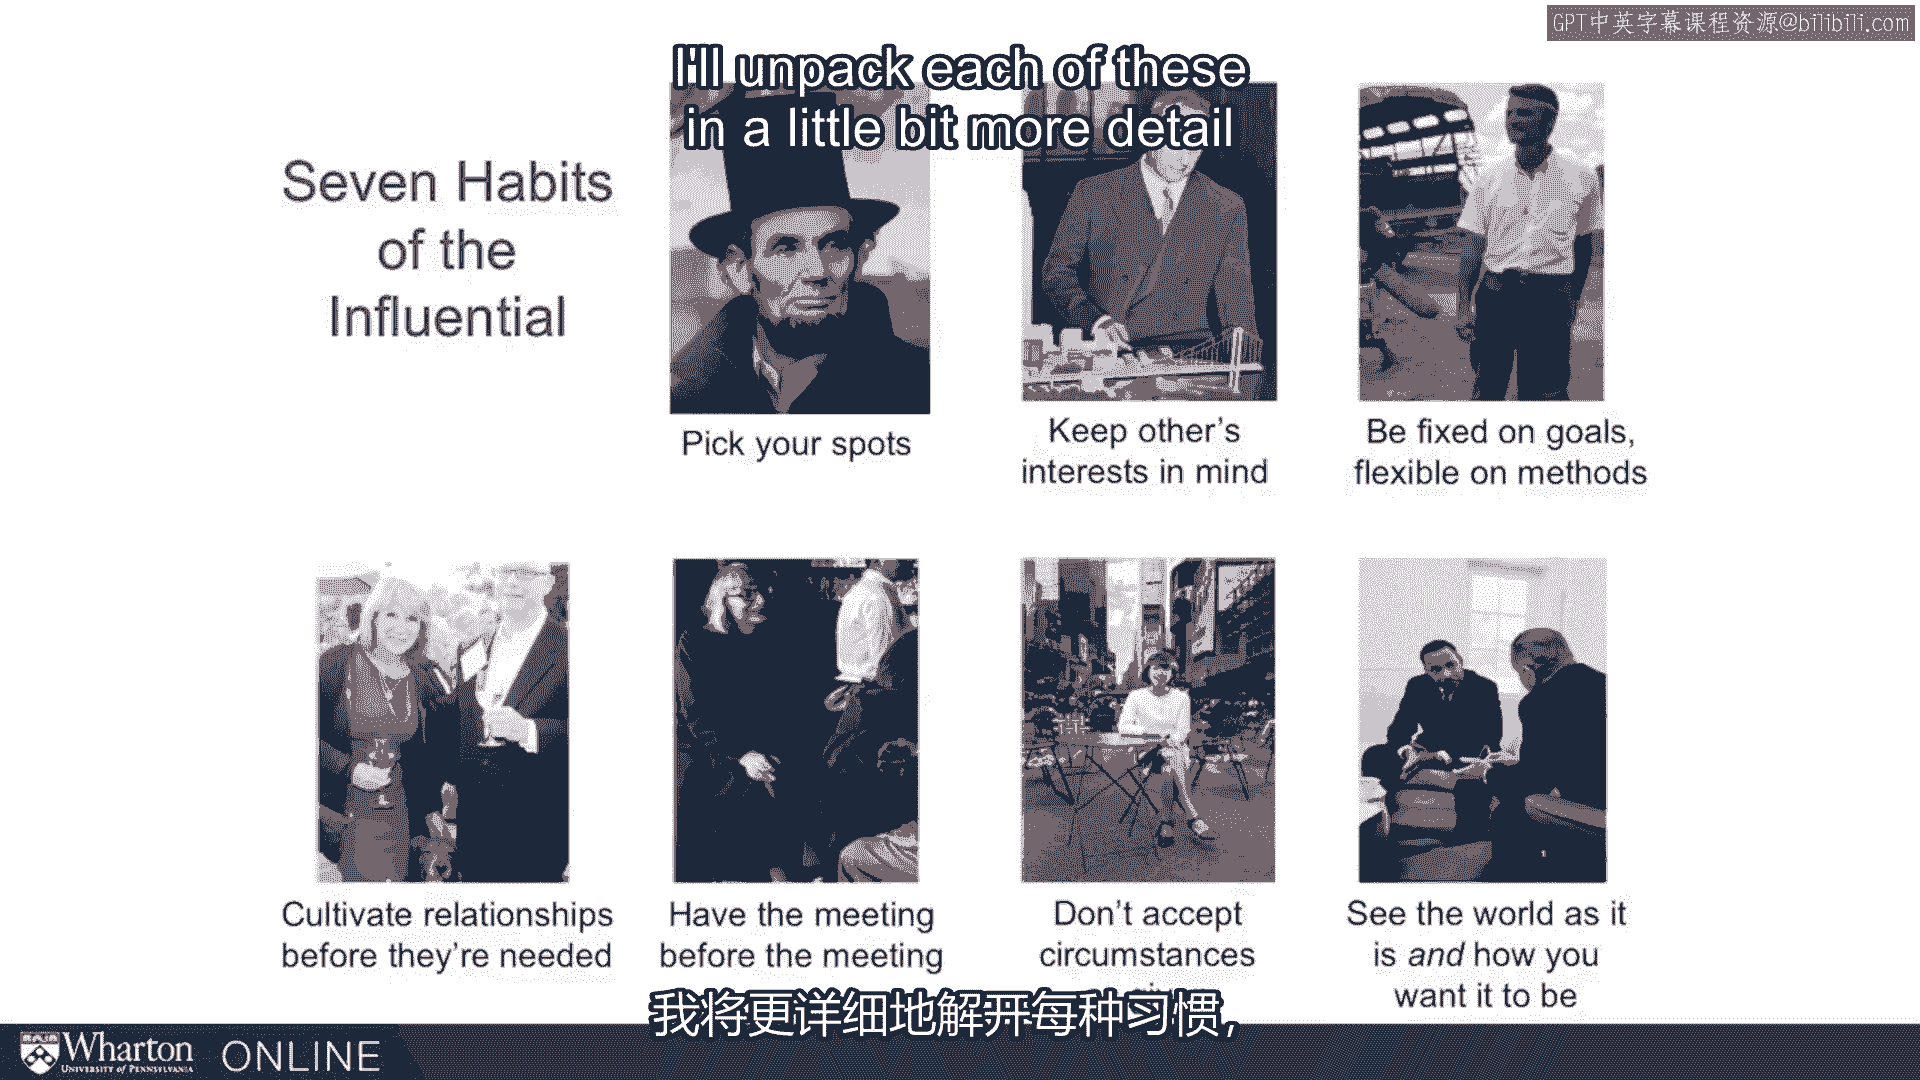 GPT中英字幕课程资源@bilibili.com
I'll unpack each of these
in a little bit more detail
Seven Habits
of the
Influential
Pick your spots
Keep other's
interests in mind
Be fixed on goals,
flexible on methods
Cultivate relationships
before they're needed
Have the meeting
before the meeting
Don't accept
circumstances
See the world as it
is and how you
want it to be
我将更详细地解开每种习惯，
Wharton
UNIVERSITY of PENNSYLVANIA
ONLINE